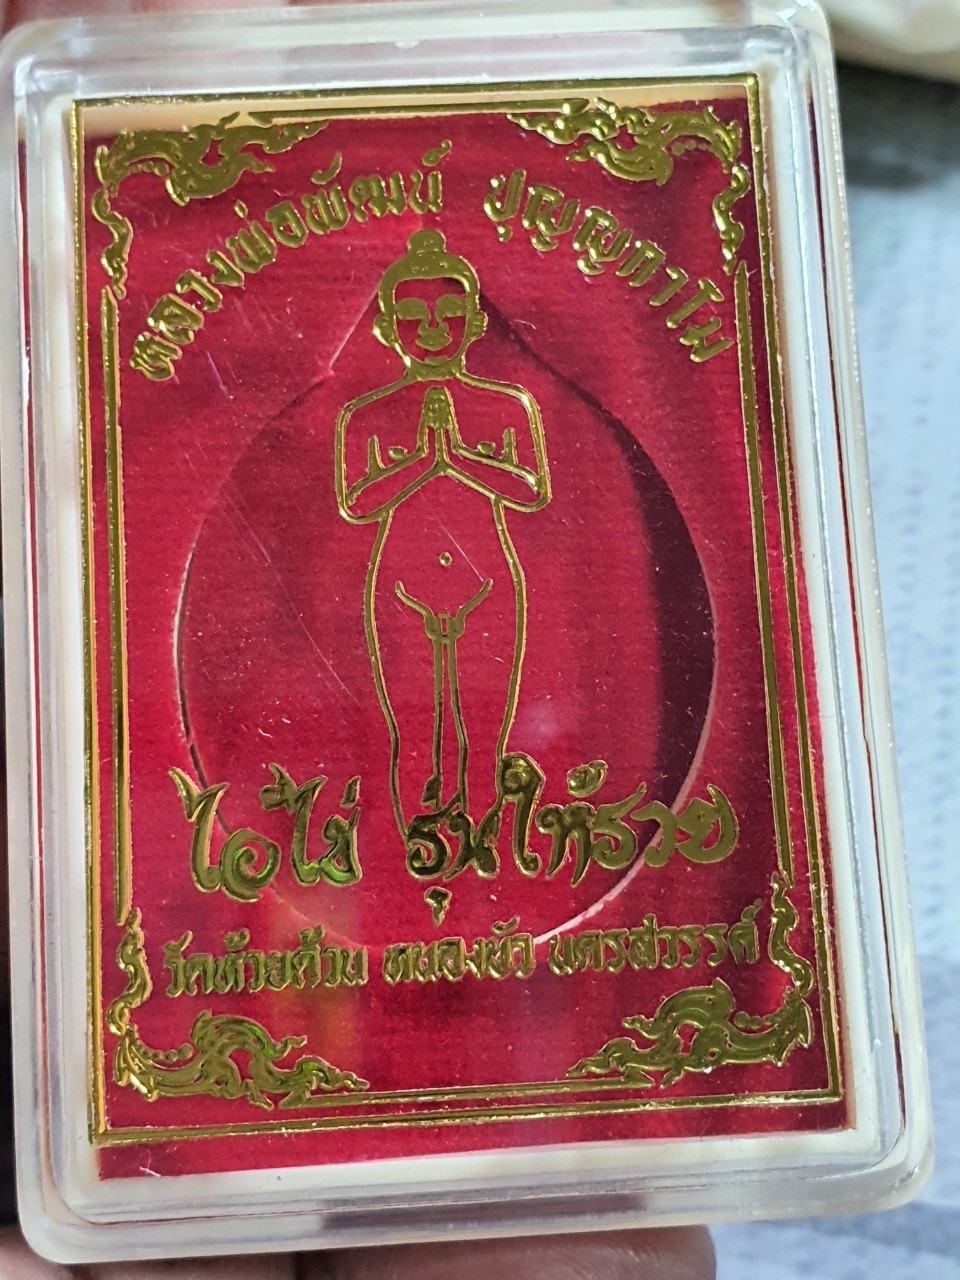 หลวงพ่อพัฒน์ ปุญญกาโม
ไอ้ไข่ รุ่นให้รวย
วัดห้วยด้วน หนองบัว นครสวรรค์